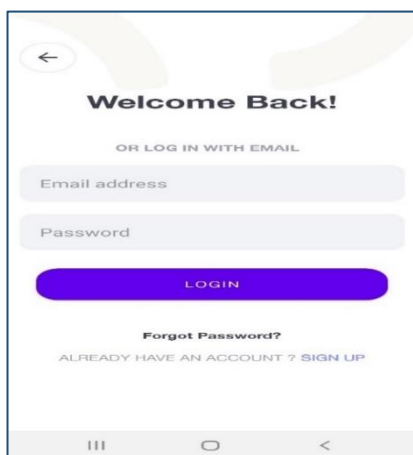 Welcome Back!
OR LOG IN WITH EMAIL
Email address
Password
LOGIN
Forgot Password?
ALREADY HAVE AN ACCOUNT ? SIGN UP